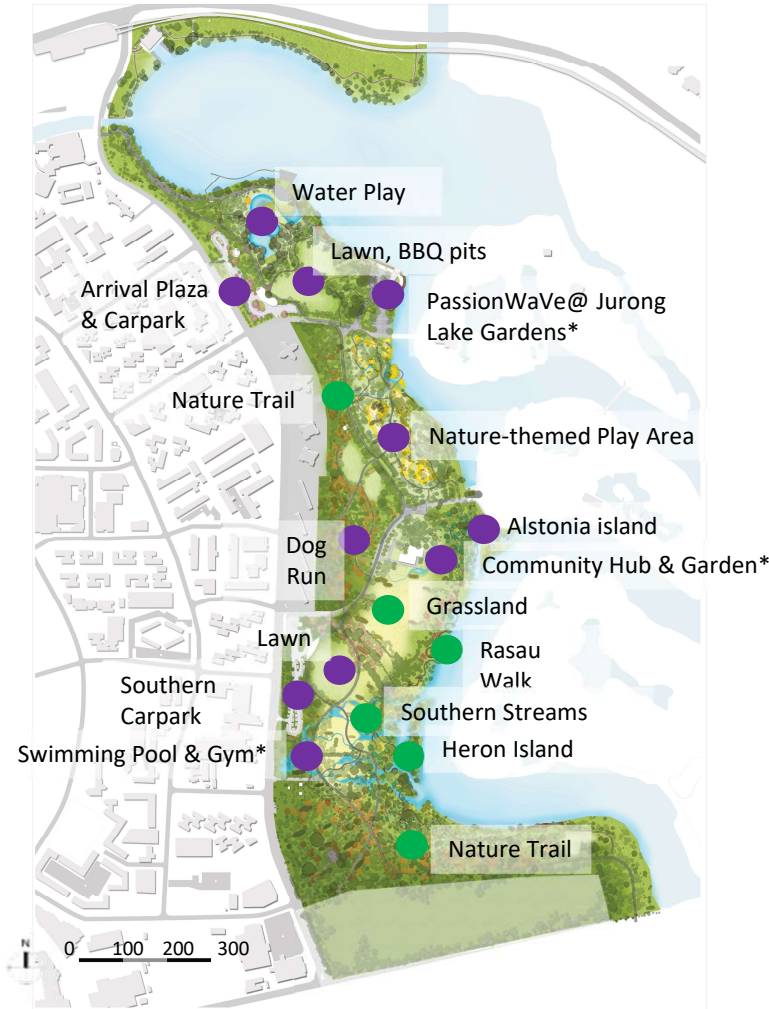 Water Play
Lawn, BBQ pits
Arrival Plaza
& Carpark
PassionWaVe@ Jurong
Lake Gardens*
Nature Trail
Nature-themed Play Area
Alstonia island
Dog
Run
Community Hub & Garden*
Grassland
Lawn
Rasau
Walk
Southern
Carpark
Southern Streams
Swimming Pool & Gym*
Heron Island
Nature Trail
N
0 100 200 300